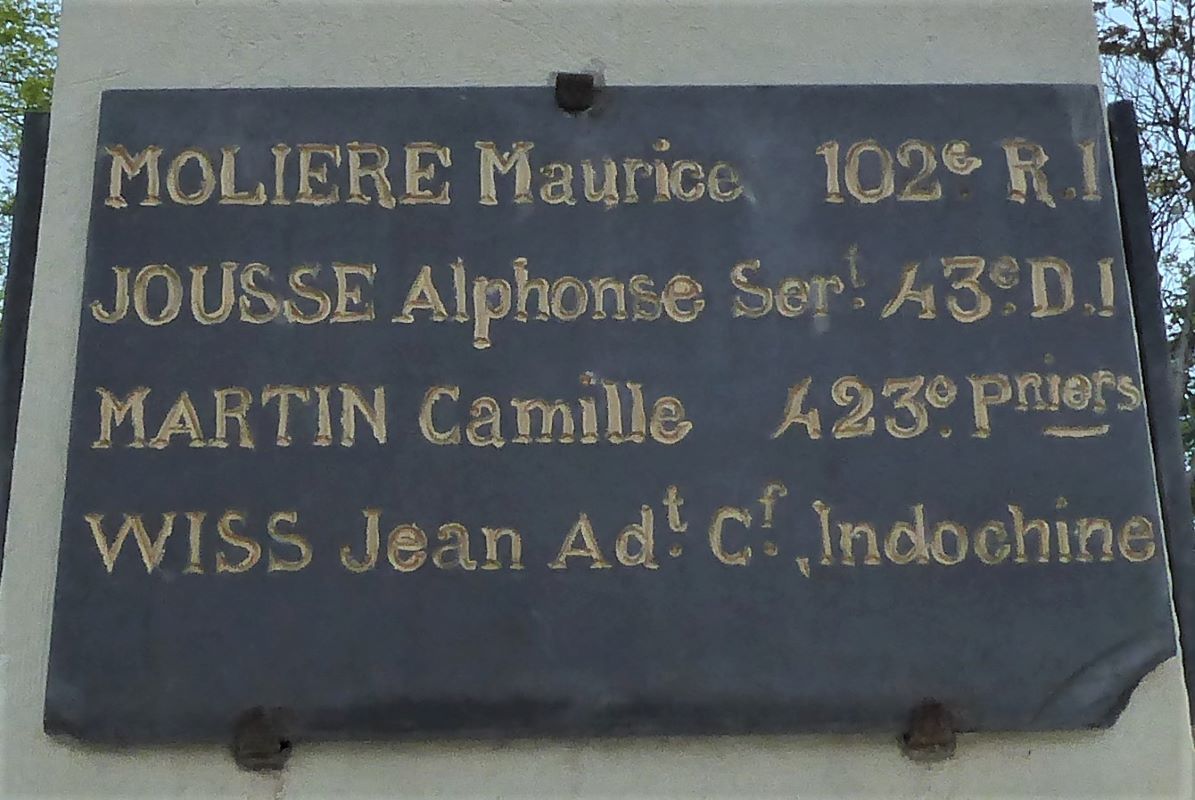 MOLIERE Maurice 102e. R.I
JOUSSE Alphonse Sert. 43e. D.I
MARTIN Camille 423e. Pniers
WISS Jean Adt. Cf., Indochine